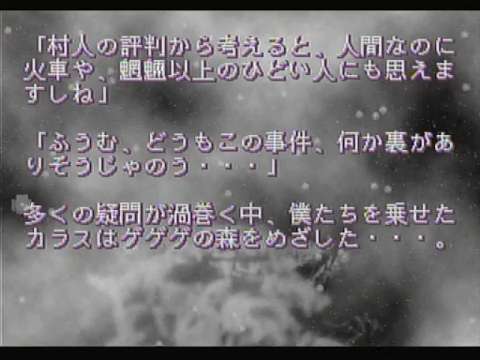 「村人の評判から考えると、人間なのに
火車や、魍魎以上のひどい人にも思えま
すしね」
「ふうむ、どうもこの事件、何か裏があ
りそうじゃのう・・・」
多くの疑問が渦巻く中、僕たちを乗せた
カラスはゲゲゲの森をめざした・・・。